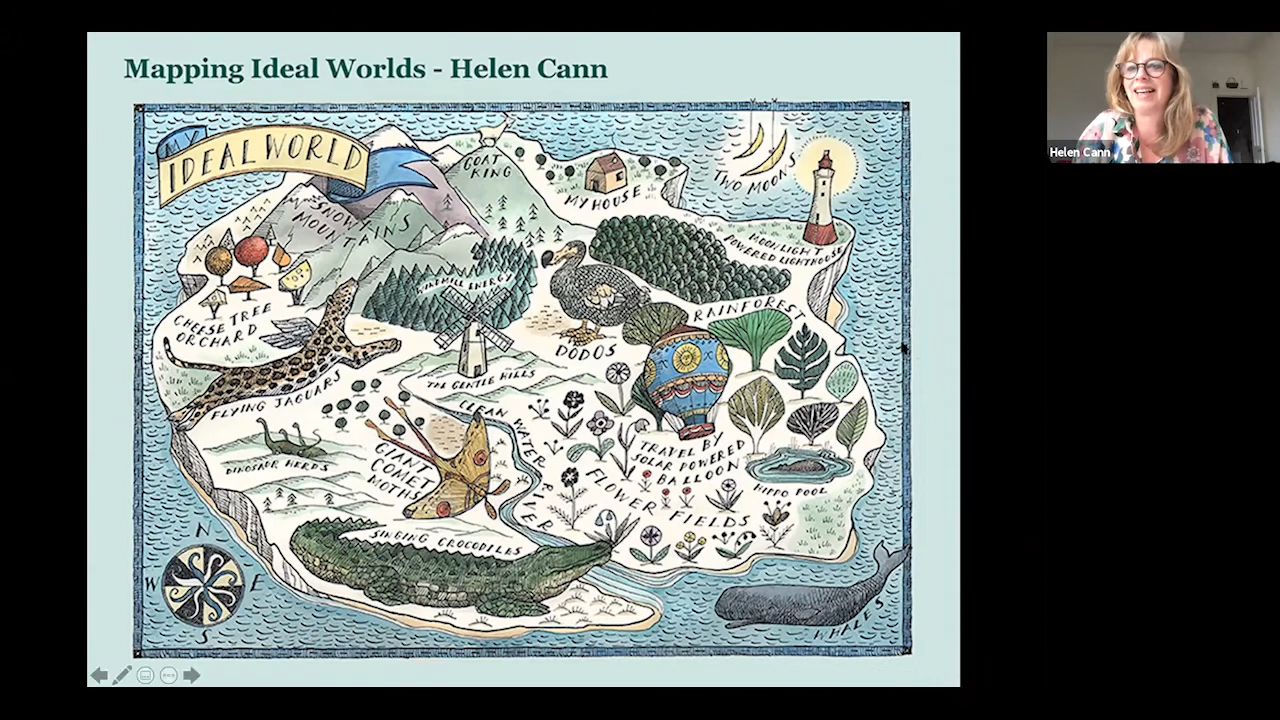 Mapping Ideal Worlds - Helen Cann
Helen Cann
MY
IDEAL WORLD
GOAT
KING
MY HOUSE
TWO MOONS
SNOW
MOUNTAINS
MOONLIGHT
POWERED LIGHTHOUSE
WINDMILL ENERGY
CHEESE TREE
ORCHARD
RAINFOREST
DODOS
THE GENTLE HILLS
FLYING JAGUARS
CLEAN WATER
RIVER
TRAVEL BY
SOLAR POWERED
BALLOON
DINOSAUR HERDS
GIANT
COMET
MOTHS
FLOWER FIELDS
HIPPO POOL
SINGING CROCODILES
N
W E
S
WHALES